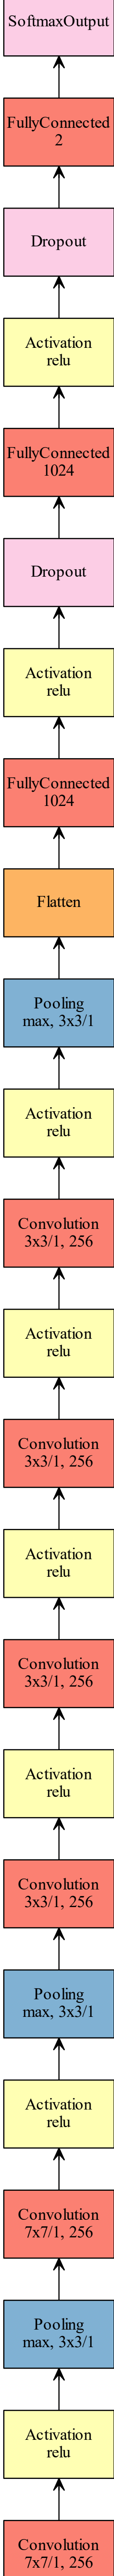 SoftmaxOutput
FullyConnected
2
Dropout
Activation
relu
FullyConnected
1024
Dropout
Activation
relu
FullyConnected
1024
Flatten
Pooling
max, 3x3/1
Activation
relu
Convolution
3x3/1, 256
Activation
relu
Convolution
3x3/1, 256
Activation
relu
Convolution
3x3/1, 256
Activation
relu
Convolution
3x3/1, 256
Pooling
max, 3x3/1
Activation
relu
Convolution
7x7/1, 256
Pooling
max, 3x3/1
Activation
relu
Convolution
7x7/1, 256